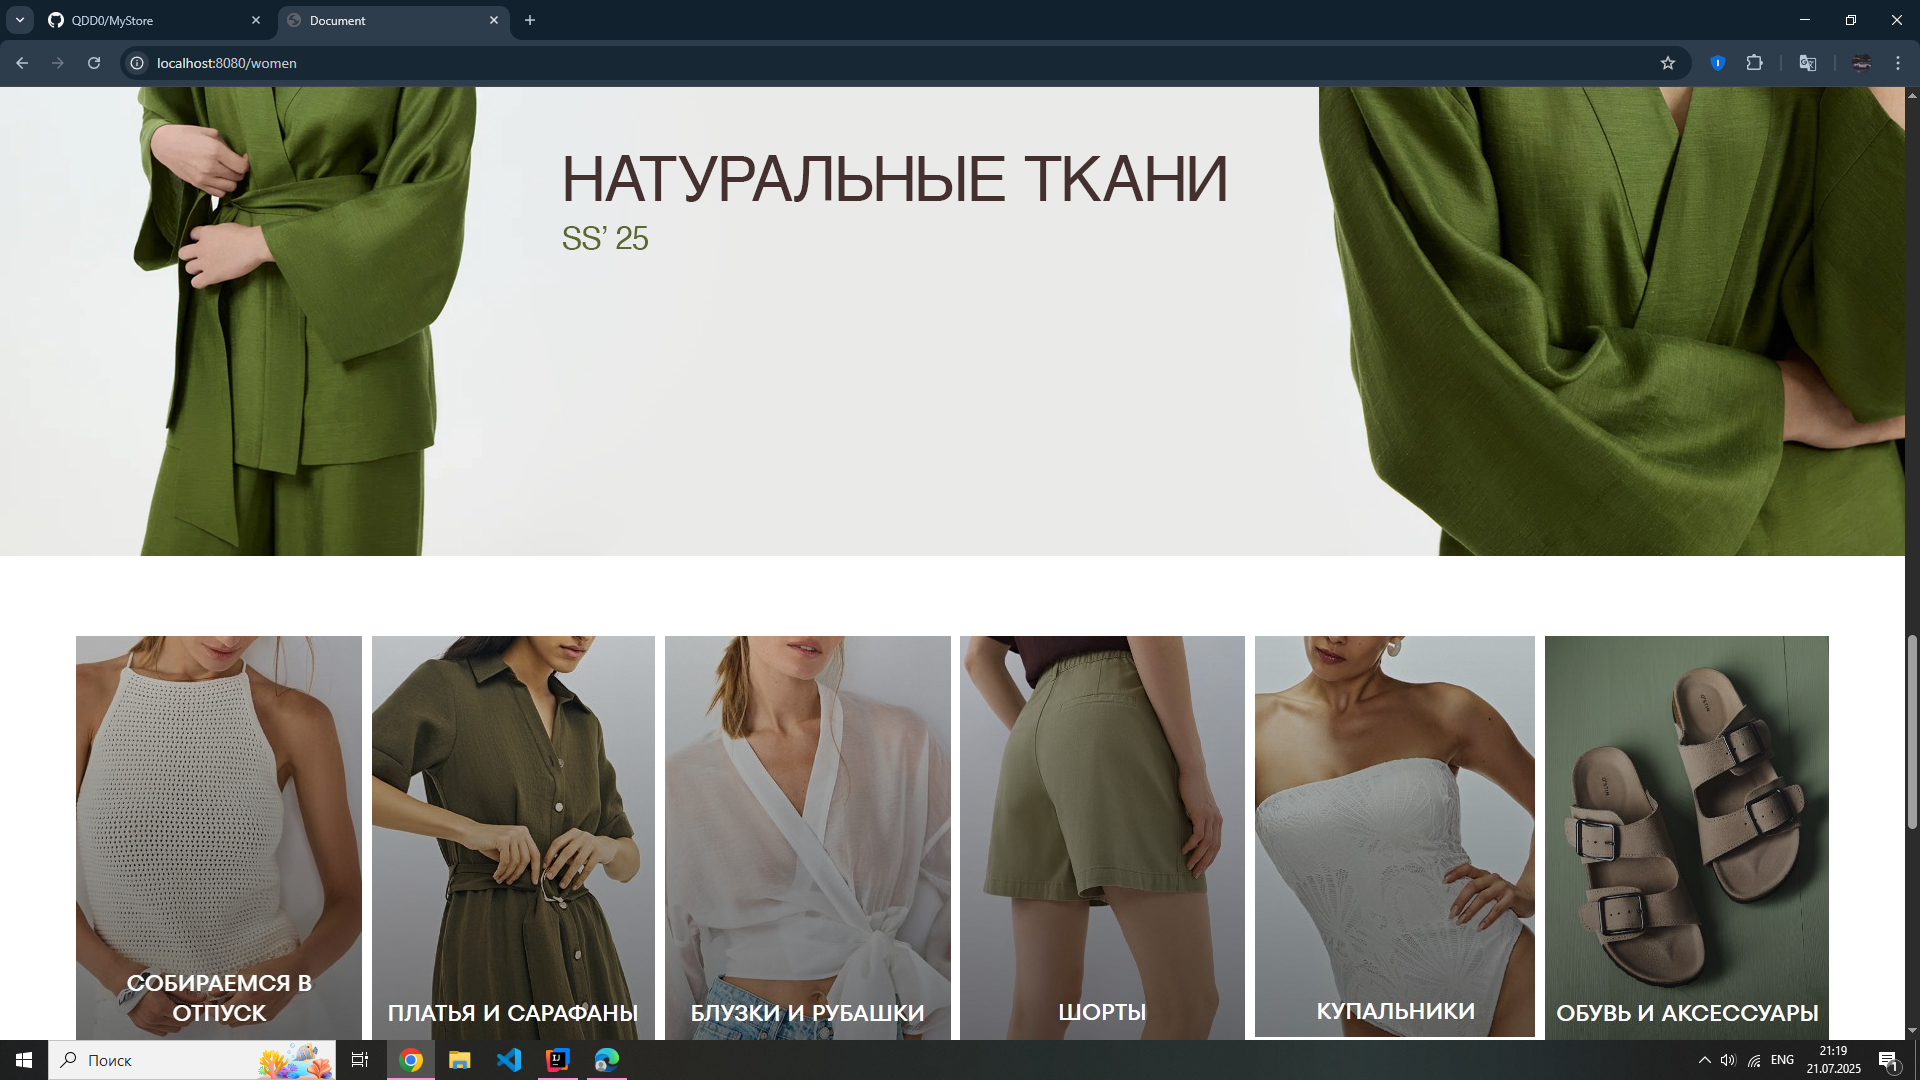 QDD0/MyStore
Document
localhost:8080/women
НАТУРАЛЬНЫЕ ТКАНИ
SS’ 25
СОБИРАЕМСЯ В
ОТПУСК
ПЛАТЬЯ И САРАФАНЫ
БЛУЗКИ И РУБАШКИ
ШОРТЫ
КУПАЛЬНИКИ
ОБУВЬ И АКСЕССУАРЫ
Поиск
ENG
21:19
21.07.2025
1